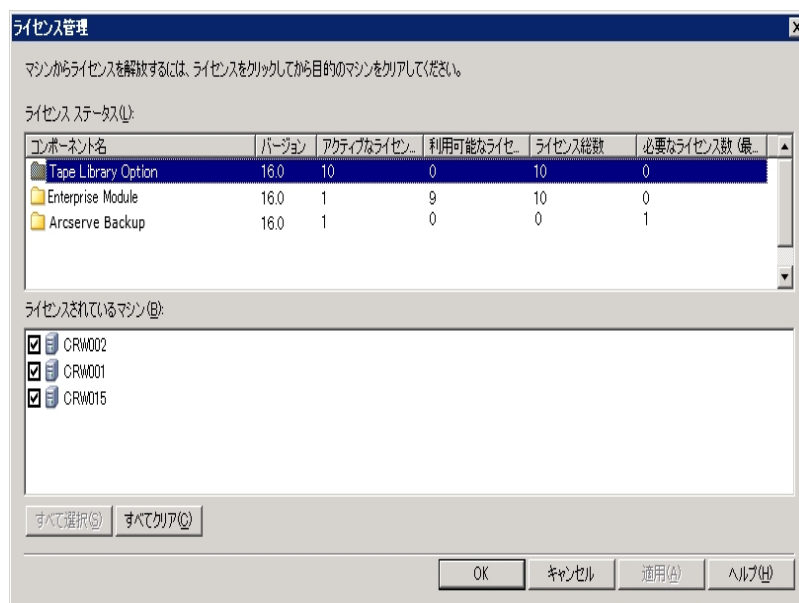 ライセンス管理
マシンからライセンスを解放するには、ライセンスをクリックしてから目的のマシンをクリアしてください。
ライセンス ステータス(L):
コンポーネント名 バージョン アクティブなライセン... 利用可能なライセ... ライセンス総数 必要なライセンス数 (最...
Tape Library Option 16.0 10 0 10 0
Enterprise Module 16.0 1 9 10 0
Arcserve Backup 16.0 1 0 0 1
ライセンスされているマシン(B):
CRW002
CRW001
CRW015
すべて選択(S) すべてクリア(C)
OK キャンセル 適用(A) ヘルプ(H)